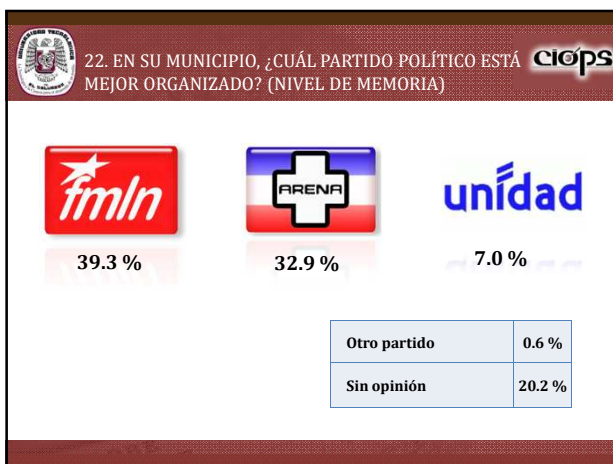 22. EN SU MUNICIPIO, ¿CUÁL PARTIDO POLÍTICO ESTÁ
MEJOR ORGANIZADO? (NIVEL DE MEMORIA)
ciops
fmln
ARENA
unídad
39.3 %
32.9 %
7.0 %
Otro partido 0.6 %
Sin opinión 20.2 %